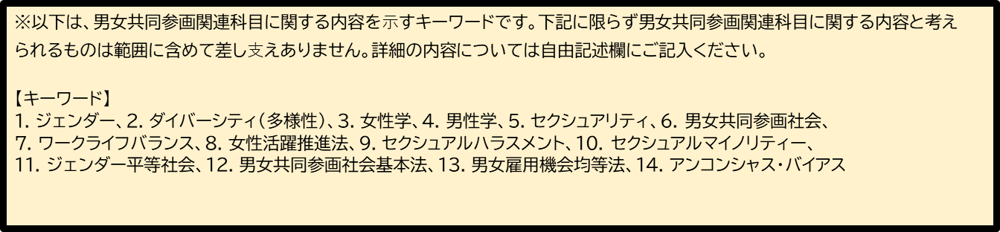 ※以下は、男女共同参画関連科目に関する内容を示すキーワードです。下記に限らず男女共同参画関連科目に関する内容と考え
られるものは範囲に含めて差し支えありません。詳細の内容については自由記述欄にご記入ください。
【キーワード】
1. ジェンダー、2. ダイバーシティ(多様性)、3. 女性学、4. 男性学、5. セクシュアリティ、6. 男女共同参画社会、
7. ワークライフバランス、8. 女性活躍推進法、9. セクシュアルハラスメント、10. セクシュアルマイノリティー、
11. ジェンダー平等社会、12. 男女共同参画社会基本法、13. 男女雇用機会均等法、14. アンコンシャス・バイアス